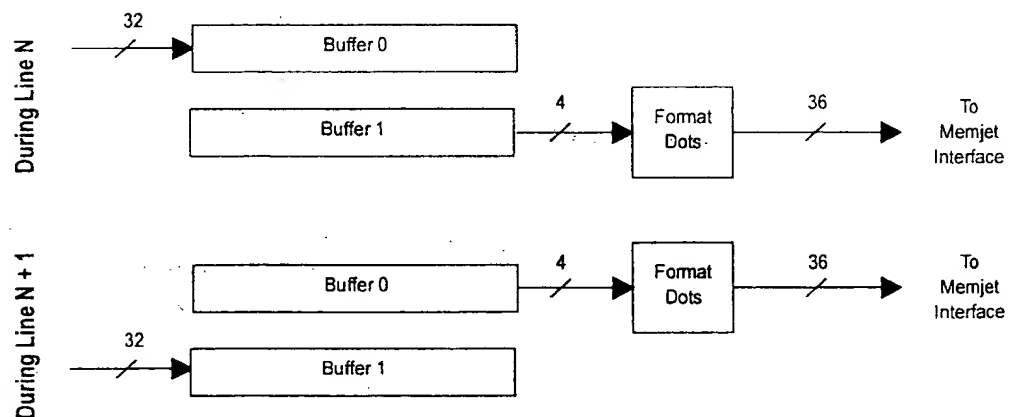 During Line N
32
Buffer 0
Buffer 1
4
Format
Dots
36
To
Memjet
Interface
During Line N + 1
Buffer 0
4
Format
Dots
36
To
Memjet
Interface
32
Buffer 1